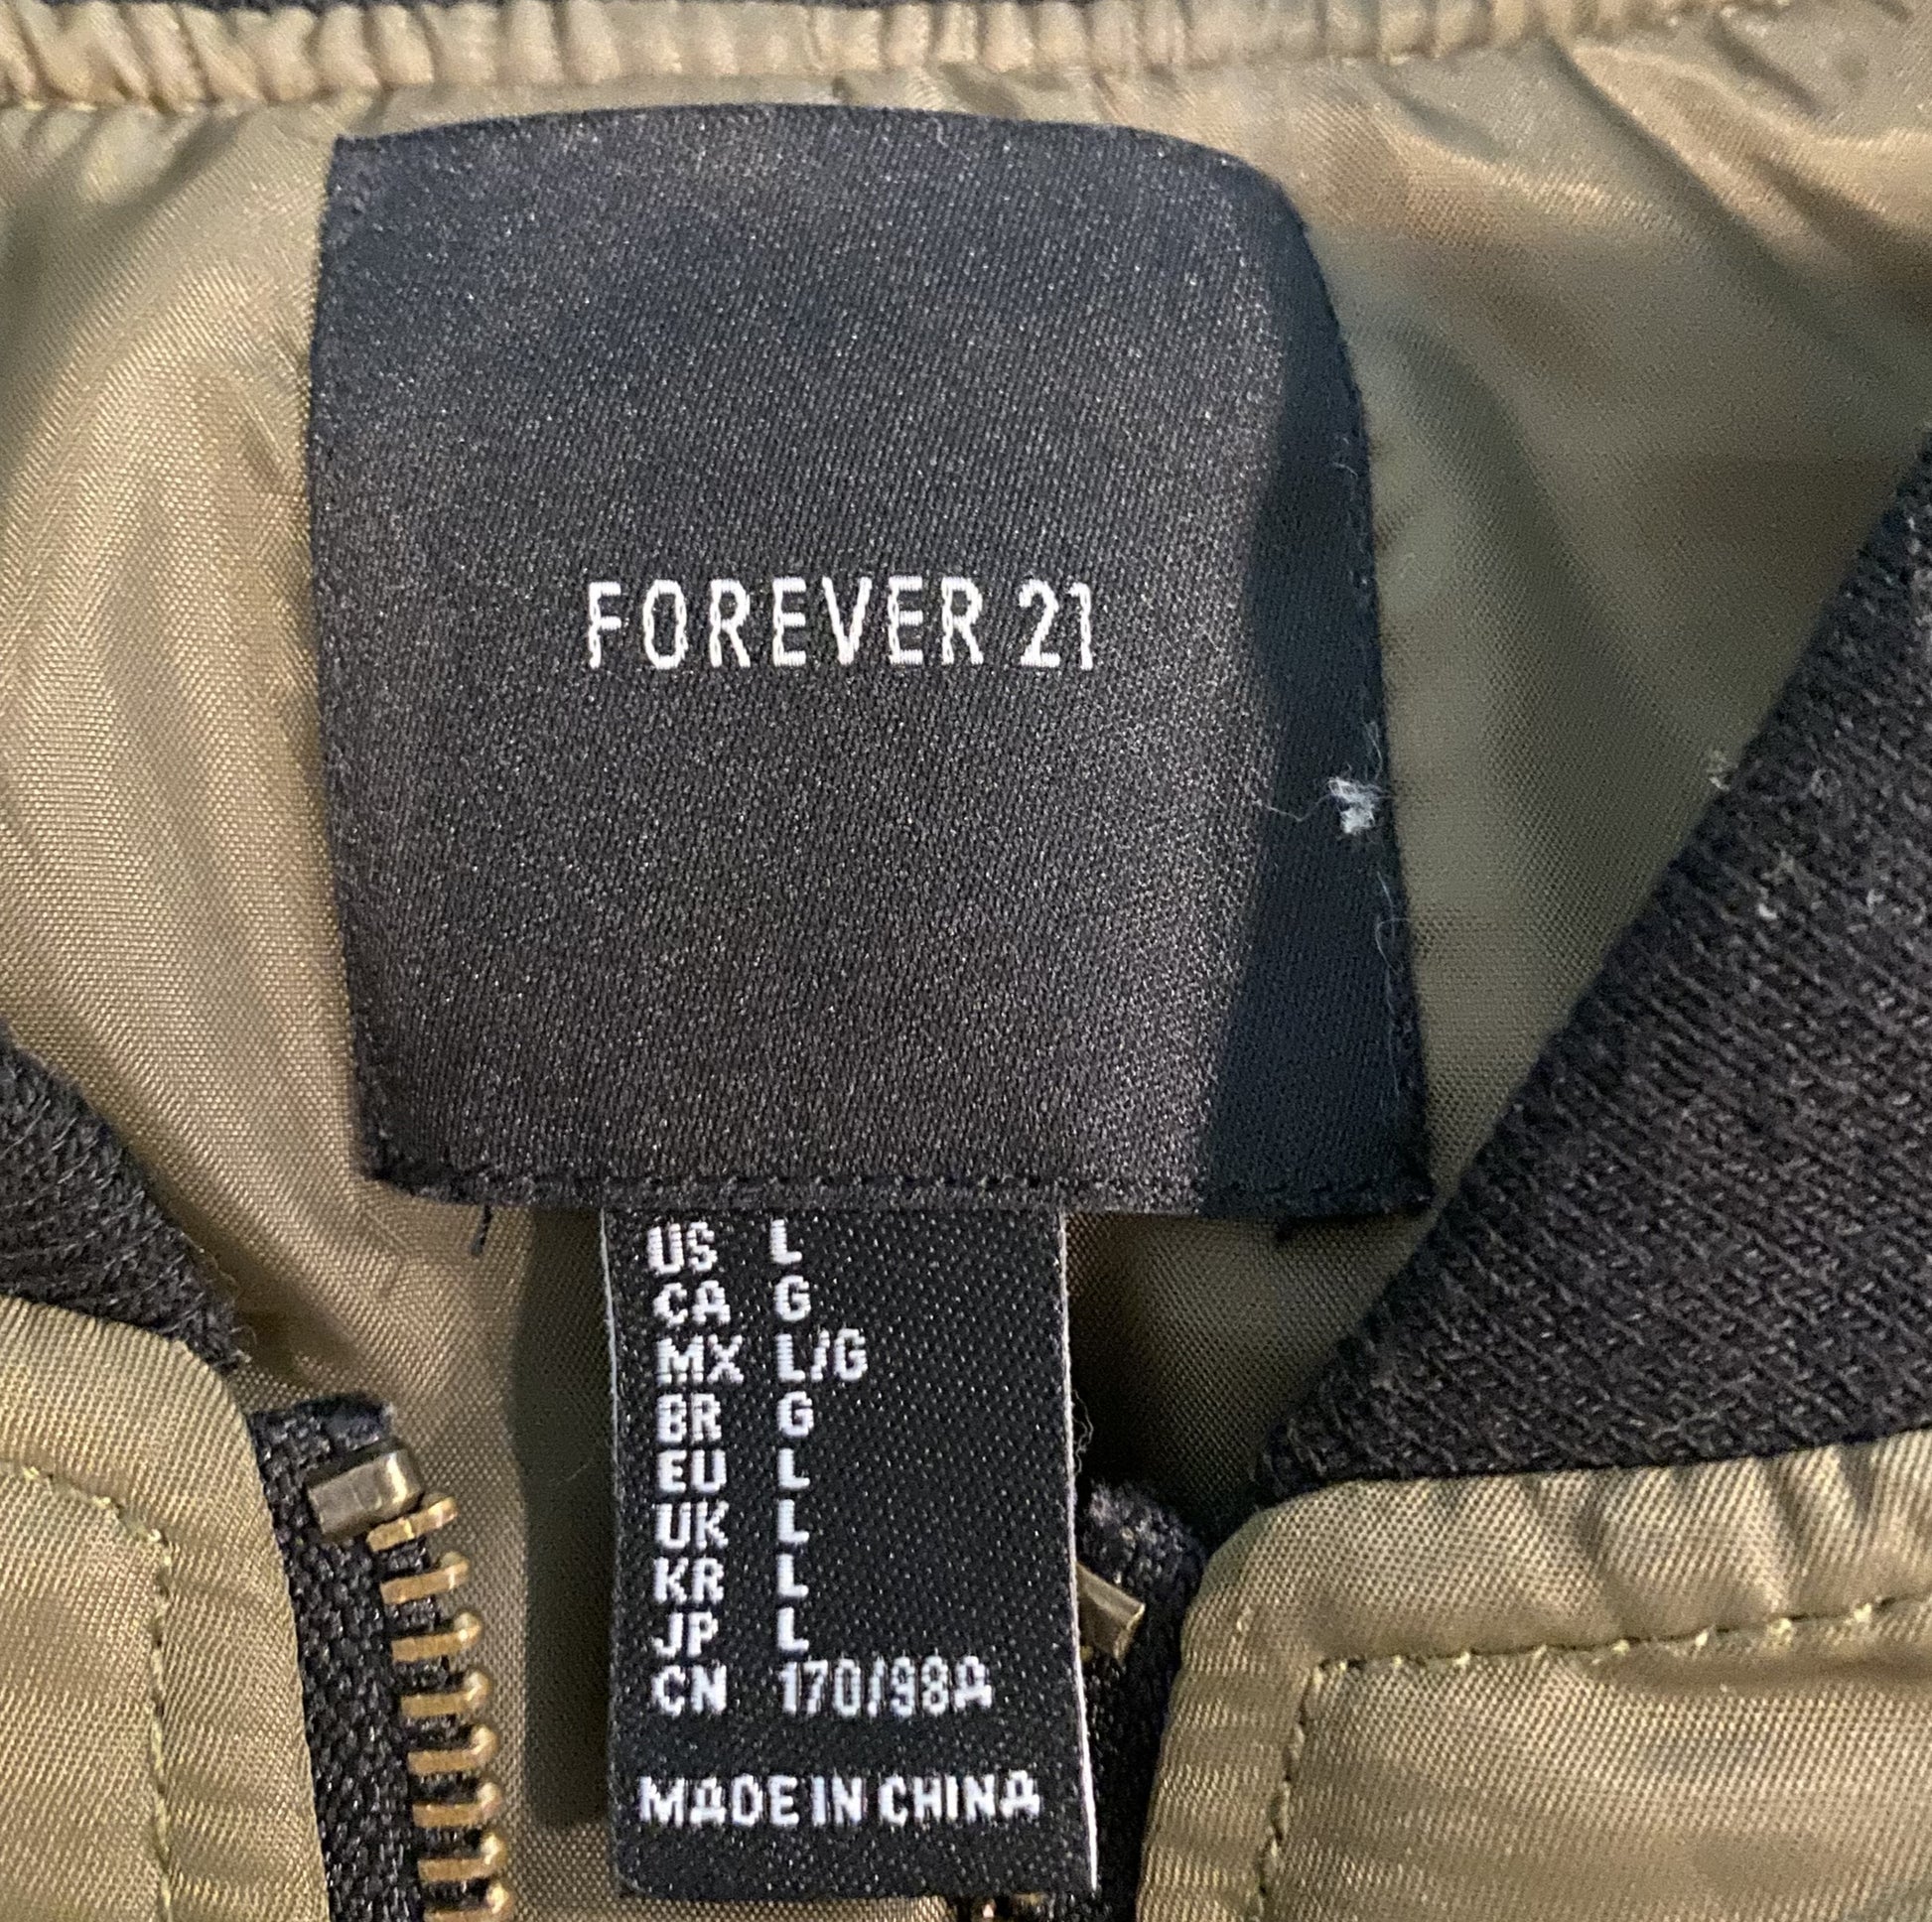 FOREVER 21
US L
CA G
MX L/G
BR G
EU L
UK L
KR L
JP L
CN 170/98A
MADE IN CHINA